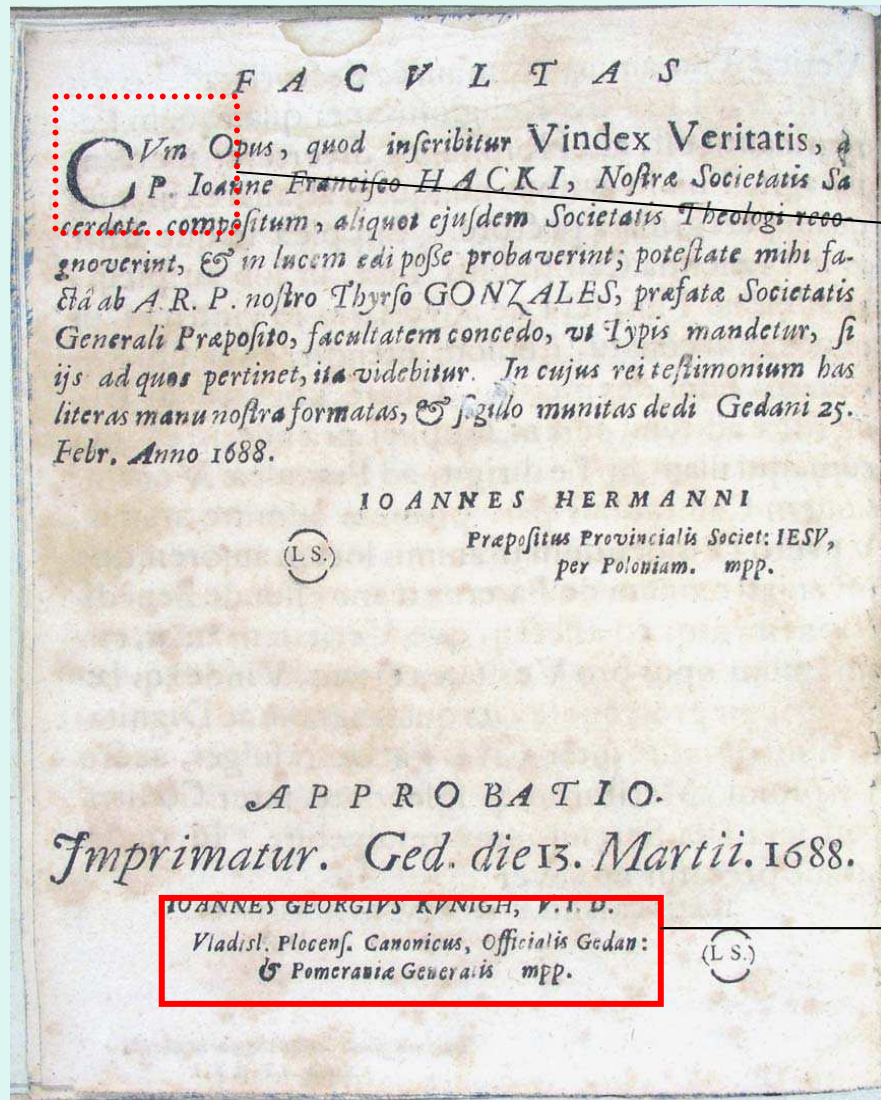 FACVLTAS
CVm Opus, quod inſcribitur Vindex Veritatis, à
P. Ioanne Franciſco HACKI, Noſtræ Societatis Sa
cerdote compoſitum, aliquot ejuſdem Societatis Theologi reco-
gnoverint, & in lucem edi poſſe probaverint; poteſtate mihi fa-
ctâ ab A. R. P. noſtro Thyrſo GONZALES, præfatæ Societatis
Generali Præpoſito, facultatem concedo, vt Typis mandetur, ſi
ijs ad quos pertinet, ita videbitur. In cujus rei teſtimonium has
literas manu noſtra formatas, & ſigillo munitas dedi Gedani 25.
Febr. Anno 1688.
IOANNES HERMANNI
Præpoſitus Provincialis Societ: IESV,
(L S.)
per Poloniam. mpp.
APPROBATIO.
Imprimatur. Ged. die 13. Martii. 1688.
IOANNES GEORGIVS KVNIGH, V. I. D.
Vladisl. Plocenſ. Canonicus, Officialis Gedan:
(L S.)
& Pomeraniæ Generalis mpp.